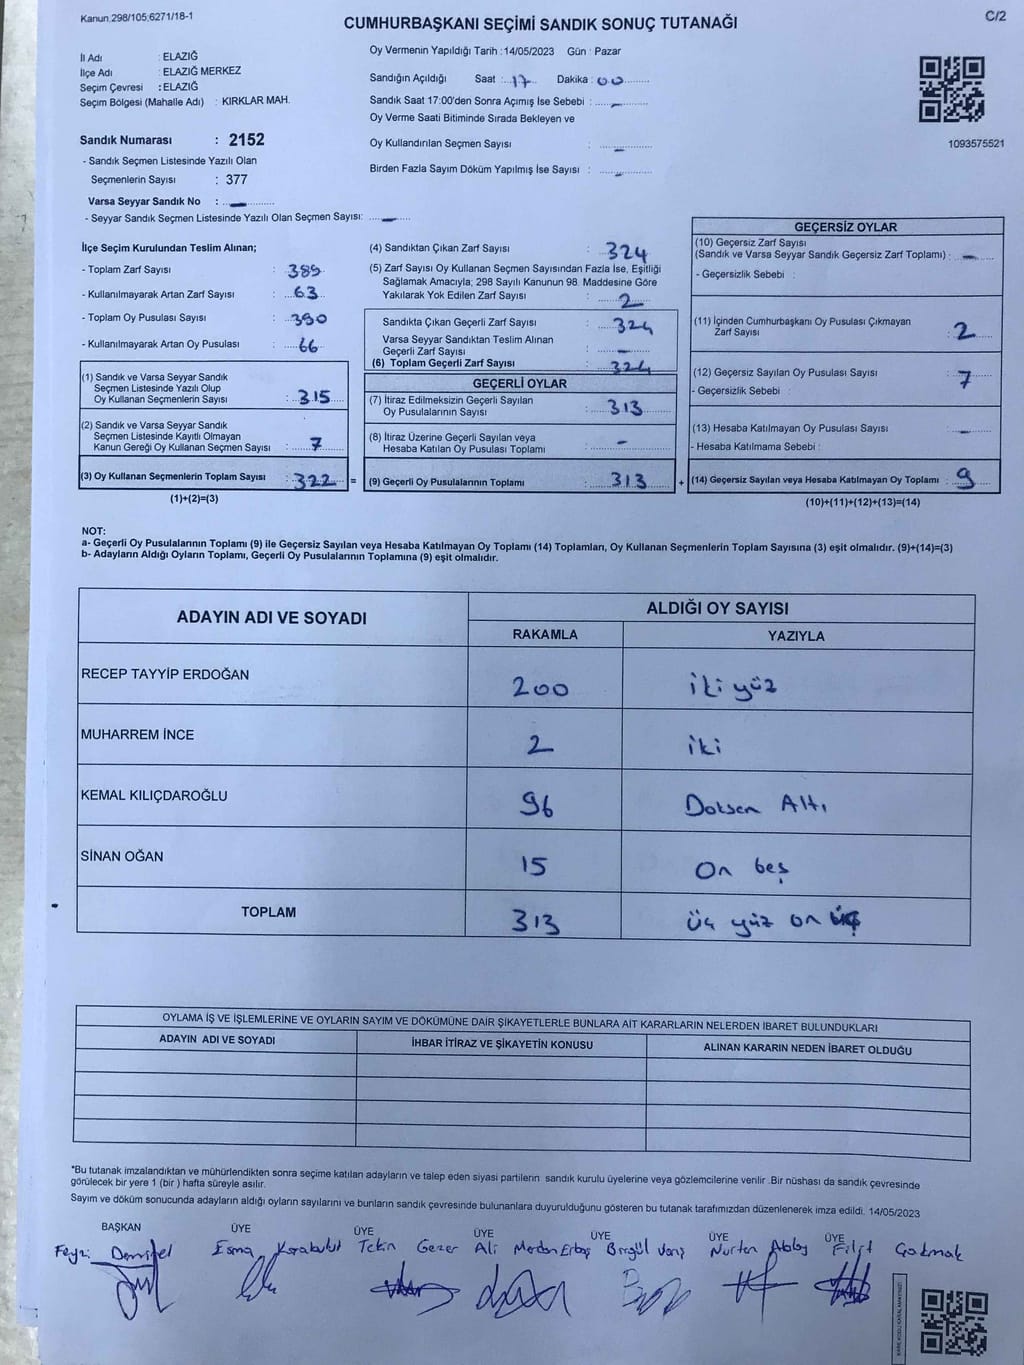 Kanun.298/105;6271/18-1
C/2
CUMHURBAŞKANI SEÇİMİ SANDIK SONUÇ TUTANAĞI
İl Adı : ELAZIĞ
İlçe Adı : ELAZIĞ MERKEZ
Seçim Çevresi : ELAZIĞ
Seçim Bölgesi (Mahalle Adı) : KIRKLAR MAH.
Sandık Numarası : 2152
- Sandık Seçmen Listesinde Yazılı Olan
Seçmenlerin Sayısı : 377
Varsa Seyyar Sandık No : -
- Seyyar Sandık Seçmen Listesinde Yazılı Olan Seçmen Sayısı: -
Oy Vermenin Yapıldığı Tarih : 14/05/2023 Gün : Pazar
Sandığın Açıldığı Saat : 17 Dakika : 00
Sandık Saat 17:00'den Sonra Açımış İse Sebebi : -
Oy Verme Saati Bitiminde Sırada Bekleyen ve
Oy Kullandırılan Seçmen Sayısı : -
Birden Fazla Sayım Döküm Yapılmış İse Sayısı : -
1093575521
İlçe Seçim Kurulundan Teslim Alınan;
- Toplam Zarf Sayısı : 389
- Kullanılmayarak Artan Zarf Sayısı : 63
- Toplam Oy Pusulası Sayısı : 390
- Kullanılmayarak Artan Oy Pusulası : 66
(1) Sandık ve Varsa Seyyar Sandık
Seçmen Listesinde Yazılı Olup
Oy Kullanan Seçmenlerin Sayısı : 315
(2) Sandık ve Varsa Seyyar Sandık
Seçmen Listesinde Kayıtlı Olmayan
Kanun Gereği Oy Kullanan Seçmen Sayısı : 7
(3) Oy Kullanan Seçmenlerin Toplam Sayısı : 322 =
(1)+(2)=(3)
(4) Sandıktan Çıkan Zarf Sayısı : 324
(5) Zarf Sayısı Oy Kullanan Seçmen Sayısından Fazla İse, Eşitliği
Sağlamak Amacıyla; 298 Sayılı Kanunun 98. Maddesine Göre
Yakılarak Yok Edilen Zarf Sayısı : 2
Sandıkta Çıkan Geçerli Zarf Sayısı : 324
Varsa Seyyar Sandıktan Teslim Alınan
Geçerli Zarf Sayısı : -
(6) Toplam Geçerli Zarf Sayısı : 324
GEÇERLİ OYLAR
(7) İtiraz Edilmeksizin Geçerli Sayılan
Oy Pusulalarının Sayısı : 313
(8) İtiraz Üzerine Geçerli Sayılan veya
Hesaba Katılan Oy Pusulası Toplamı : -
(9) Geçerli Oy Pusulalarının Toplamı : 313 +
GEÇERSİZ OYLAR
(10) Geçersiz Zarf Sayısı
(Sandık ve Varsa Seyyar Sandık Geçersiz Zarf Toplamı) : -
- Geçersizlik Sebebi :
(11) İçinden Cumhurbaşkanı Oy Pusulası Çıkmayan
Zarf Sayısı : 2
(12) Geçersiz Sayılan Oy Pusulası Sayısı : 7
- Geçersizlik Sebebi :
(13) Hesaba Katılmayan Oy Pusulası Sayısı : -
- Hesaba Katılmama Sebebi :
(14) Geçersiz Sayılan veya Hesaba Katılmayan Oy Toplamı : 9
(10)+(11)+(12)+(13)=(14)
NOT:
a- Geçerli Oy Pusulalarının Toplamı (9) ile Geçersiz Sayılan veya Hesaba Katılmayan Oy Toplamı (14) Toplamları, Oy Kullanan Seçmenlerin Toplam Sayısına (3) eşit olmalıdır. (9)+(14)=(3)
b- Adayların Aldığı Oyların Toplamı, Geçerli Oy Pusulalarının Toplamına (9) eşit olmalıdır.
ADAYIN ADI VE SOYADI
ALDIĞI OY SAYISI
RAKAMLA YAZIYLA
RECEP TAYYİP ERDOĞAN 200 iki yüz
MUHARREM İNCE 2 iki
KEMAL KILIÇDAROĞLU 96 Doksan Altı
SİNAN OĞAN 15 On beş
TOPLAM 313 üç yüz on üç
OYLAMA İŞ VE İŞLEMLERİNE VE OYLARIN SAYIM VE DÖKÜMÜNE DAİR ŞİKAYETLERLE BUNLARA AİT KARARLARIN NELERDEN İBARET BULUNDUKLARI
ADAYIN ADI VE SOYADI İHBAR İTİRAZ VE ŞİKAYETİN KONUSU ALINAN KARARIN NEDEN İBARET OLDUĞU
*Bu tutanak imzalandıktan ve mühürlendikten sonra seçime katılan adayların ve talep eden siyasi partilerin sandık kurulu üyelerine veya gözlemcilerine verilir .Bir nüshası da sandık çevresinde
görülecek bir yere 1 (bir ) hafta süreyle asılır.
Sayım ve döküm sonucunda adayların aldığı oyların sayılarını ve bunların sandık çevresinde bulunanlara duyurulduğunu gösteren bu tutanak tarafımızdan düzenlenerek imza edildi. 14/05/2023
BAŞKAN ÜYE ÜYE ÜYE ÜYE ÜYE ÜYE
Feyzi Demirel Esma Karabulut Tekin Gezer Ali Merdan Erbaş Birgül Nurten